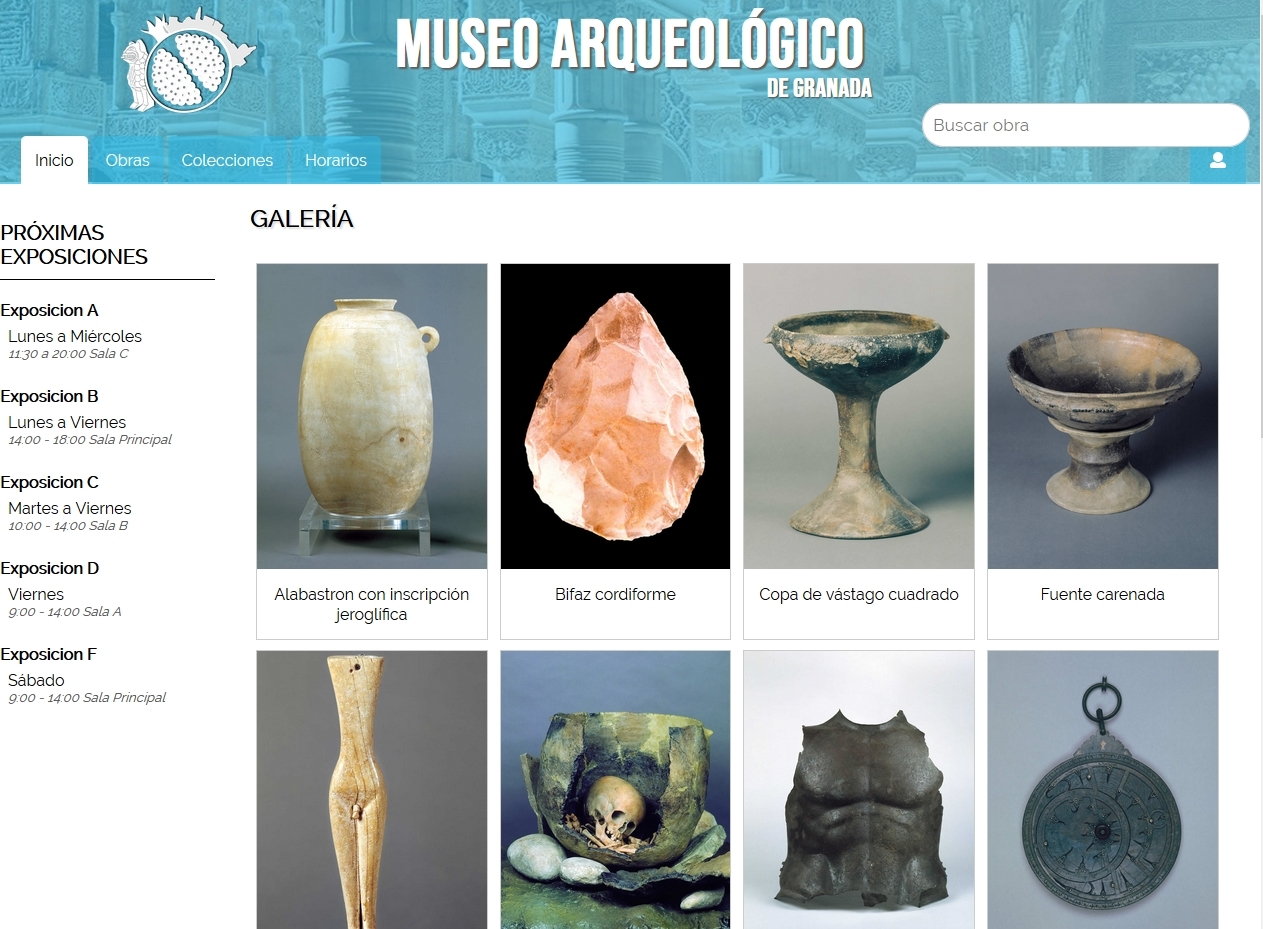 MUSEO ARQUEOLÓGICO
DE GRANADA
Buscar obra
Inicio
Obras
Colecciones
Horarios
PRÓXIMAS
EXPOSICIONES
Exposicion A
Lunes a Miércoles
11:30 a 20:00 Sala C
Exposicion B
Lunes a Viernes
14:00 - 18:00 Sala Principal
Exposicion C
Martes a Viernes
10:00 - 14:00 Sala B
Exposicion D
Viernes
9:00 - 14:00 Sala A
Exposicion F
Sábado
9:00 - 14:00 Sala Principal
GALERÍA
Alabastron con inscripción
jeroglífica
Bifaz cordiforme
Copa de vástago cuadrado
Fuente carenada